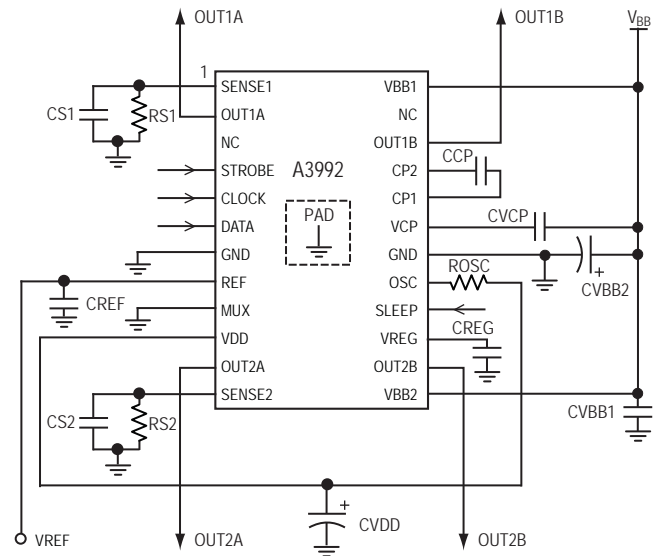 OUT1A
OUT1B
VBB
1
SENSE1
VBB1
CS1
RS1
OUT1A
NC
NC
OUT1B
CCP
STROBE
A3992
CP2
CLOCK
CP1
DATA
PAD
VCP
CVCP
GND
GND
ROSC
REF
OSC
CVBB2
+
CREF
MUX
SLEEP
CREG
VDD
VREG
OUT2A
OUT2B
SENSE2
VBB2
CVBB1
CS2
RS2
+
CVDD
VREF
OUT2A
OUT2B